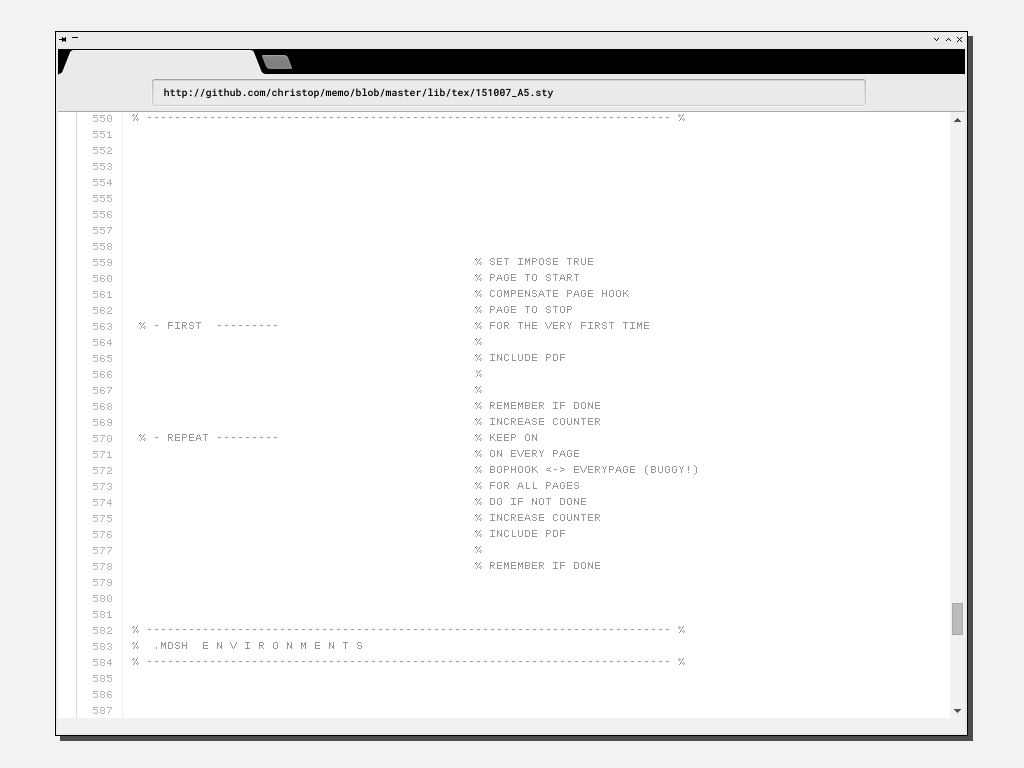 http://github.com/christop/memo/blob/master/lib/tex/151007_A5.sty
550 % --------------------------------------------------------------------------- %
551
552
553
554
555
556
557
558
559 % SET IMPOSE TRUE
560 % PAGE TO START
561 % COMPENSATE PAGE HOOK
562 % PAGE TO STOP
563 % - FIRST  --------- % FOR THE VERY FIRST TIME
564 %
565 % INCLUDE PDF
566 %
567 %
568 % REMEMBER IF DONE
569 % INCREASE COUNTER
570 % - REPEAT --------- % KEEP ON
571 % ON EVERY PAGE
572 % BOPHOOK <-> EVERYPAGE (BUGGY!)
573 % FOR ALL PAGES
574 % DO IF NOT DONE
575 % INCREASE COUNTER
576 % INCLUDE PDF
577 %
578 % REMEMBER IF DONE
579
580
581
582 % --------------------------------------------------------------------------- %
583 %  .MDSH  E N V I R O N M E N T S
584 % --------------------------------------------------------------------------- %
585
586
587